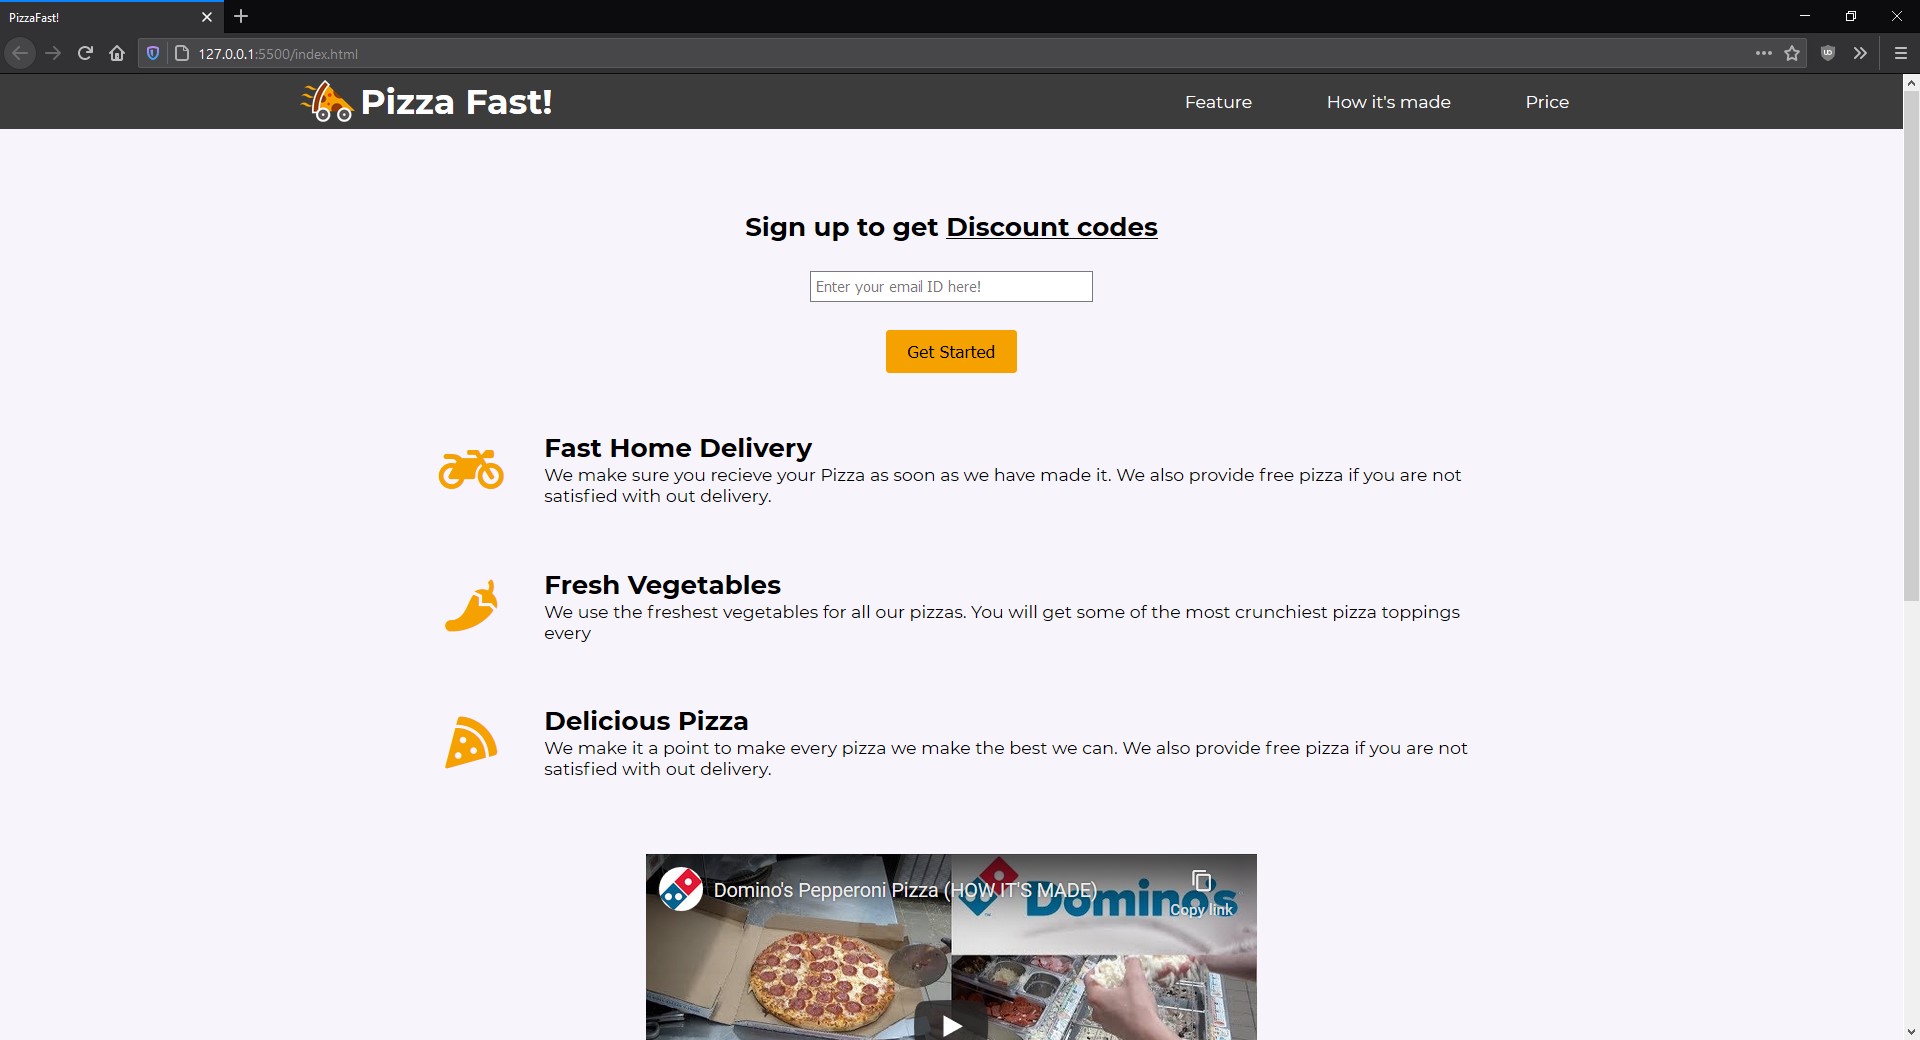 PizzaFast!
127.0.0.1:5500/index.html
Pizza Fast!
Feature
How it's made
Price
Sign up to get Discount codes
Enter your email ID here!
Get Started
Fast Home Delivery
We make sure you recieve your Pizza as soon as we have made it. We also provide free pizza if you are not
satisfied with out delivery.
Fresh Vegetables
We use the freshest vegetables for all our pizzas. You will get some of the most crunchiest pizza toppings
every
Delicious Pizza
We make it a point to make every pizza we make the best we can. We also provide free pizza if you are not
satisfied with out delivery.
Domino's Pepperoni Pizza (HOW IT'S MADE)
Domino's
Copy link